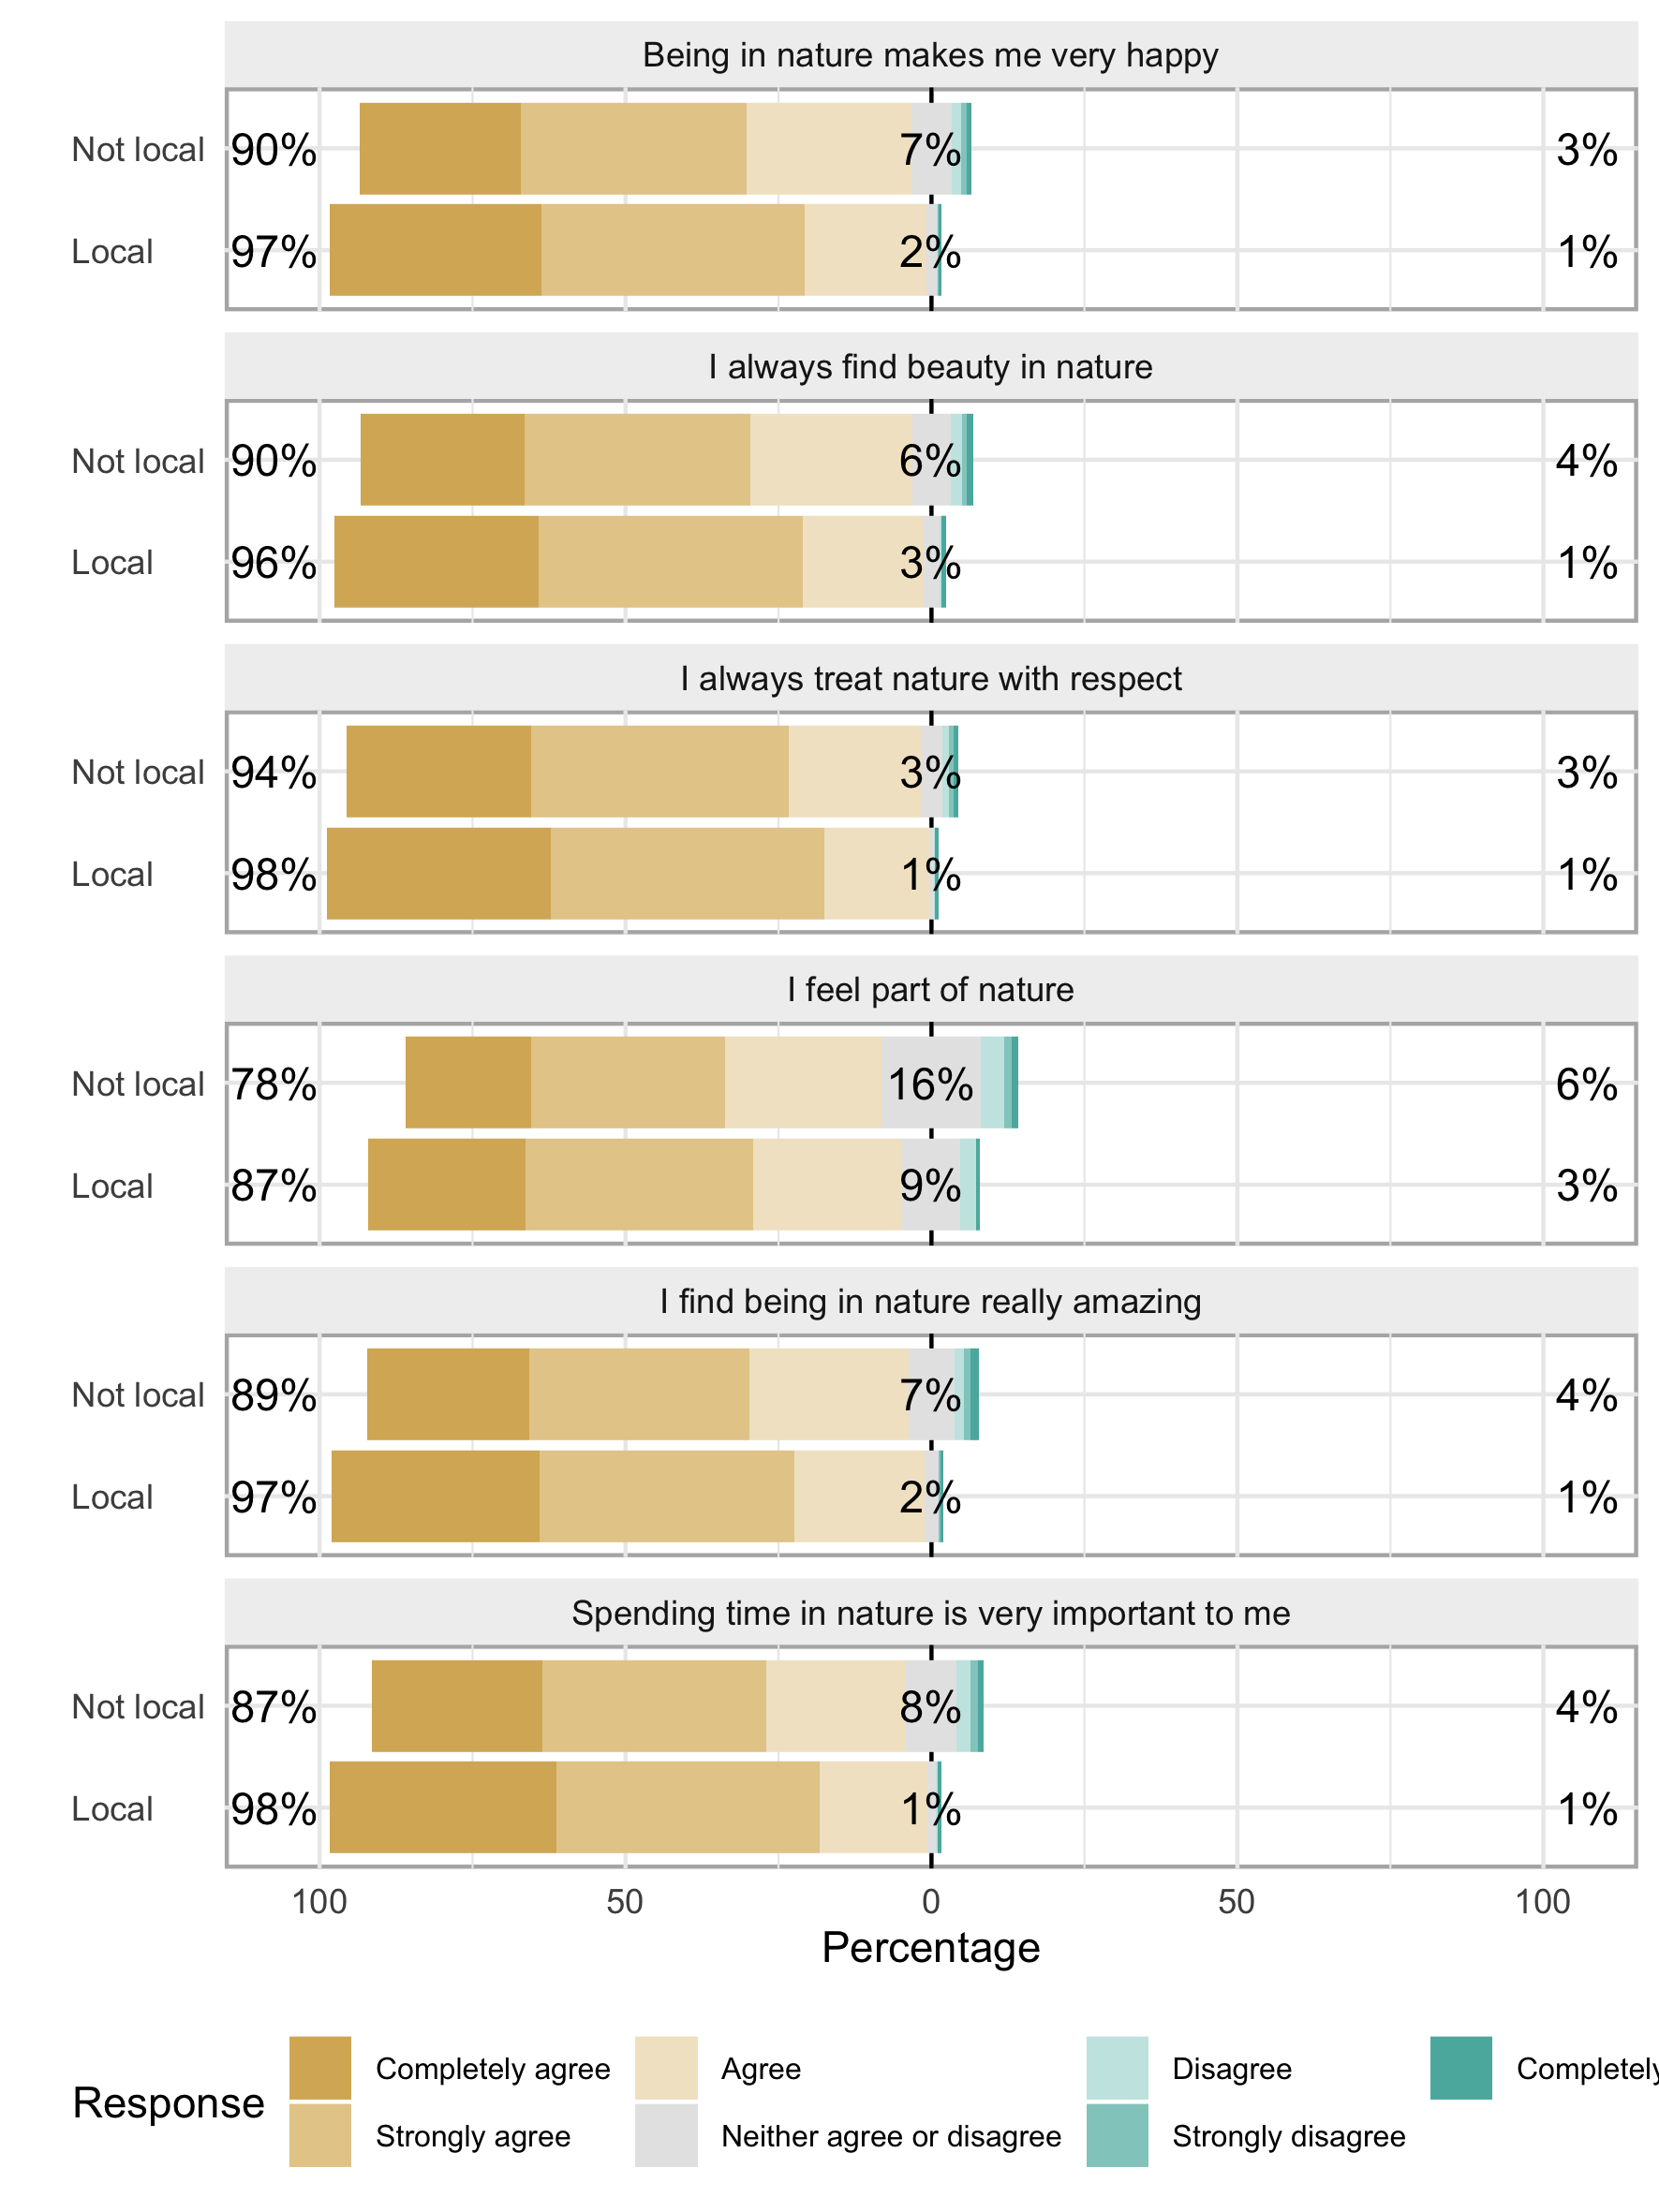 Being in nature makes me very happy
Not local 90% 7% 3%
Local 97% 2% 1%
I always find beauty in nature
Not local 90% 6% 4%
Local 96% 3% 1%
I always treat nature with respect
Not local 94% 3% 3%
Local 98% 1% 1%
I feel part of nature
Not local 78% 16% 6%
Local 87% 9% 3%
I find being in nature really amazing
Not local 89% 7% 4%
Local 97% 2% 1%
Spending time in nature is very important to me
Not local 87% 8% 4%
Local 98% 1% 1%
100 50 0 50 100
Percentage
Response
Completely agree Agree Disagree Completely
Strongly agree Neither agree or disagree Strongly disagree